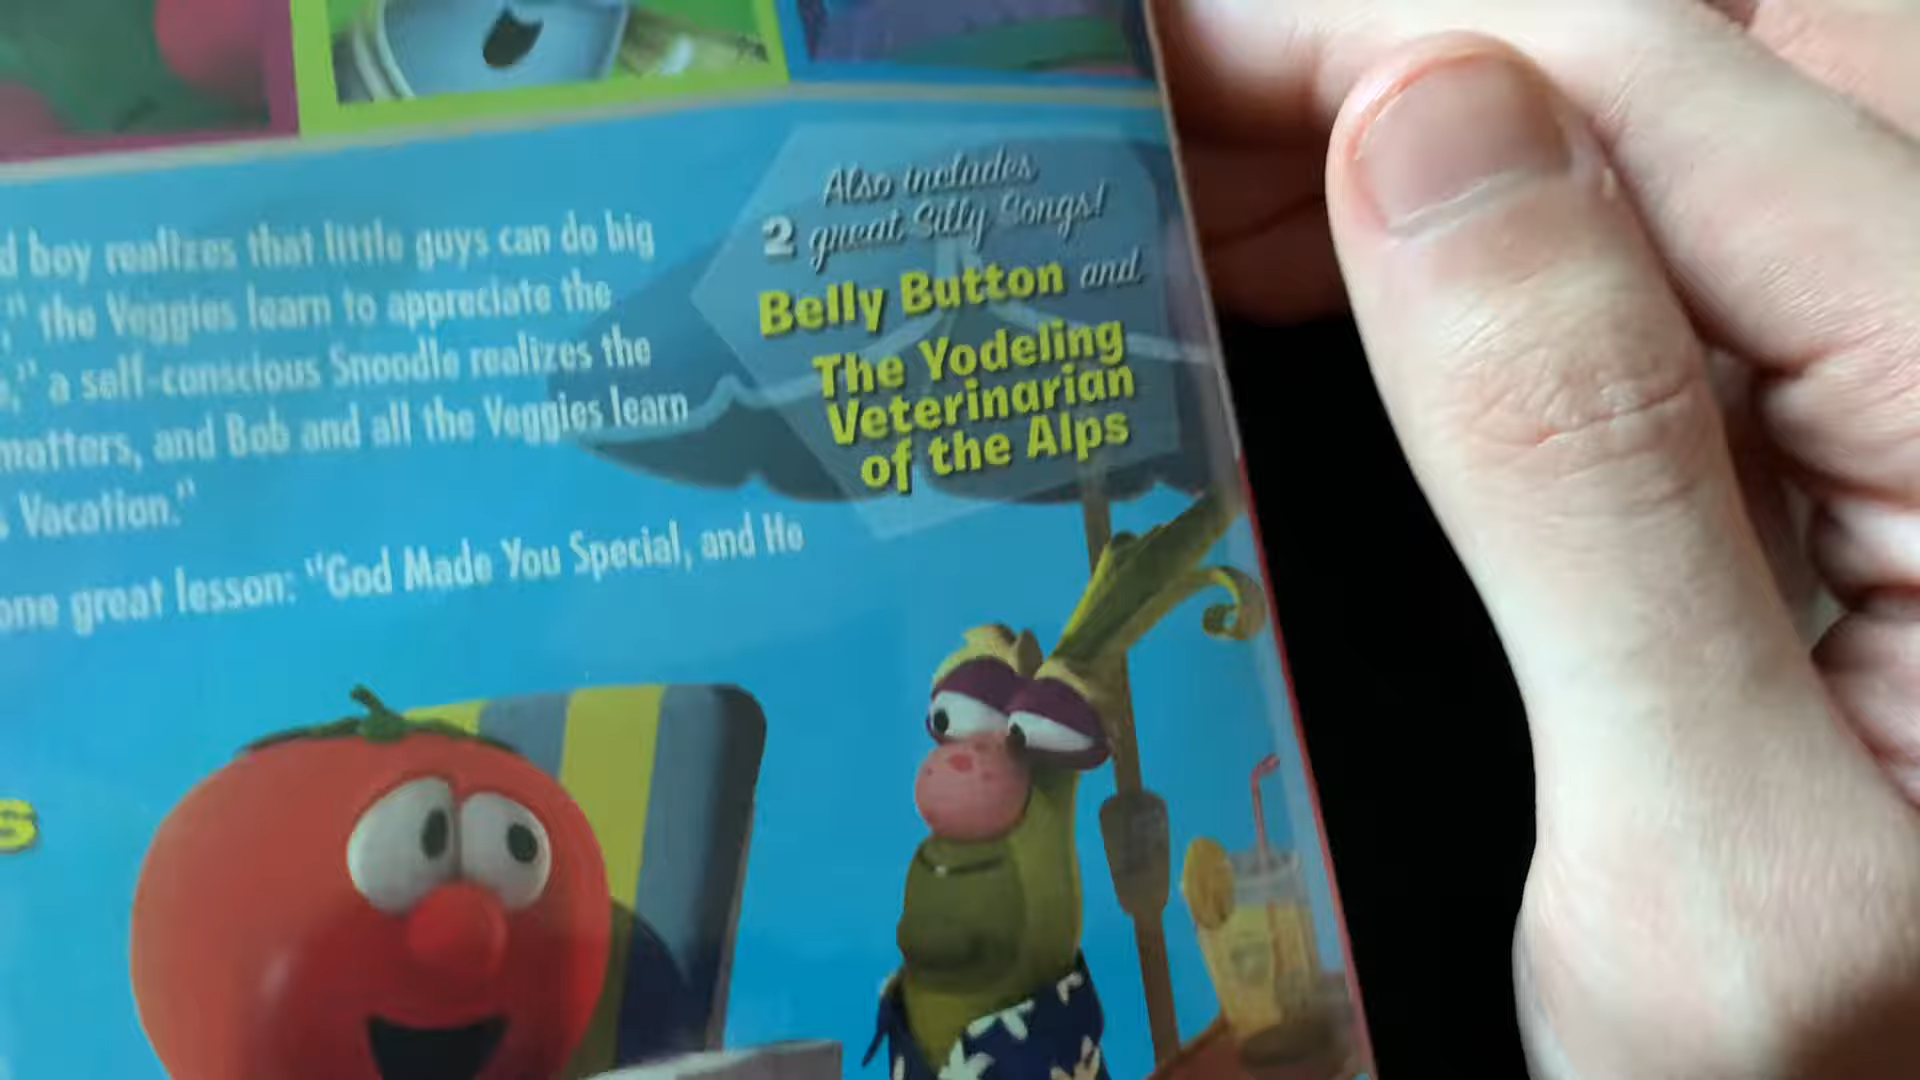 d boy realizes that little guys can do big
," the Veggies learn to appreciate the
e," a self-conscious Snoodle realizes the
matters, and Bob and all the Veggies learn
s Vacation."
one great lesson: "God Made You Special, and He
Also includes
2 great Silly Songs!
Belly Button and
The Yodeling
Veterinarian
of the Alps
S